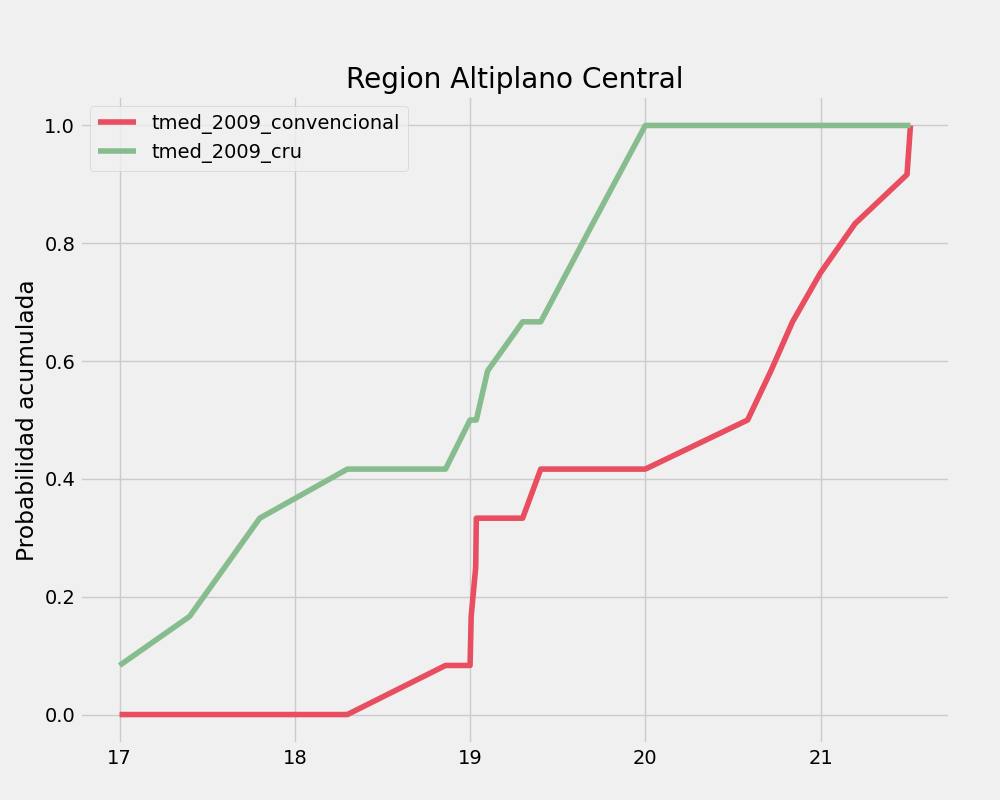 Region Altiplano Central
tmed_2009_convencional
tmed_2009_cru
Probabilidad acumulada
1.0
0.8
0.6
0.4
0.2
0.0
17
18
19
20
21